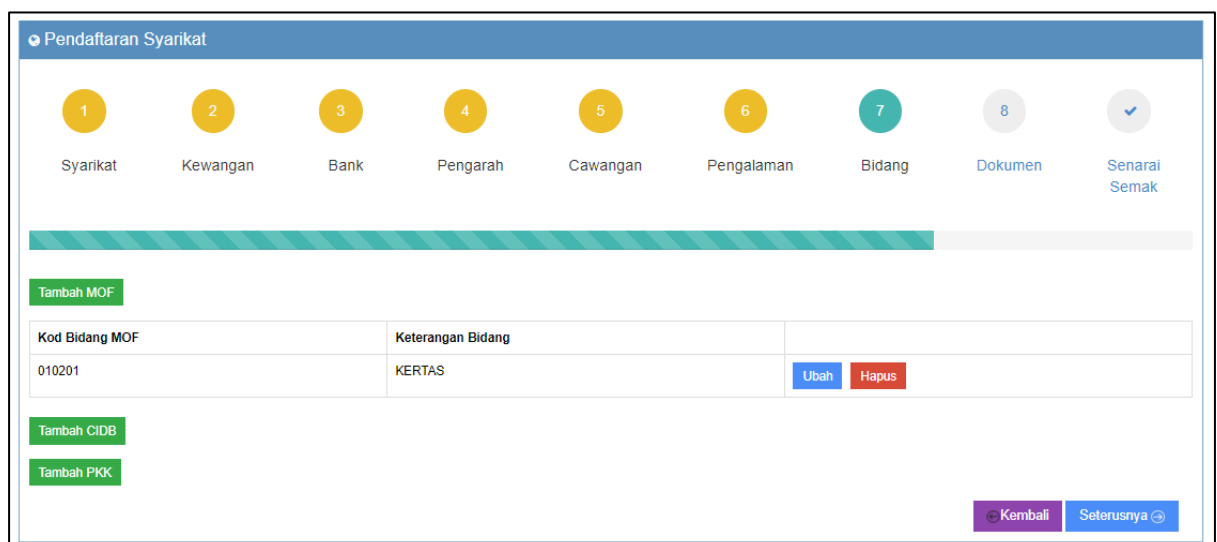 Pendaftaran Syarikat
1 2 3 4 5 6 7 8
Syarikat Kewangan Bank Pengarah Cawangan Pengalaman Bidang Dokumen Senarai
Semak
Tambah MOF
Kod Bidang MOF Keterangan Bidang
010201 KERTAS Ubah Hapus
Tambah CIDB
Tambah PKK
Kembali Seterusnya